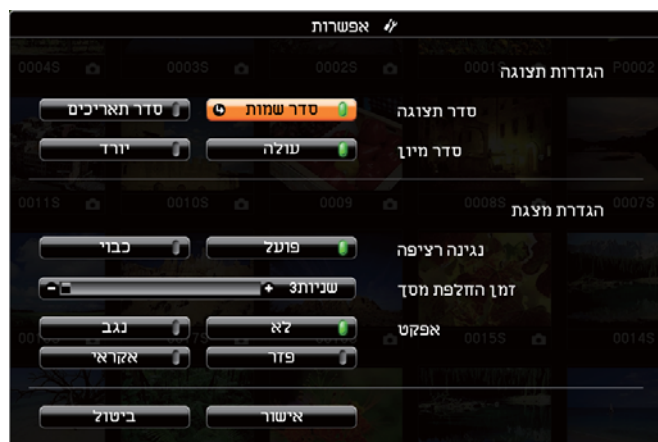 אפשרות
0004S 0003S 0002S 0001S P0002
הגדרות תצוגה
סדר תצוגה סדר שמות סדר תאריכים
סדר מיון עולה יורד
0011S 0010S 0009 0008S 0007S
הגדרת מצגת
נגינה רציפה פועל כבוי
זמן החלפת מסך שניות3 + -
אפקט לא נגב
0015S 0014S
פזר אקראי
אישור ביטול